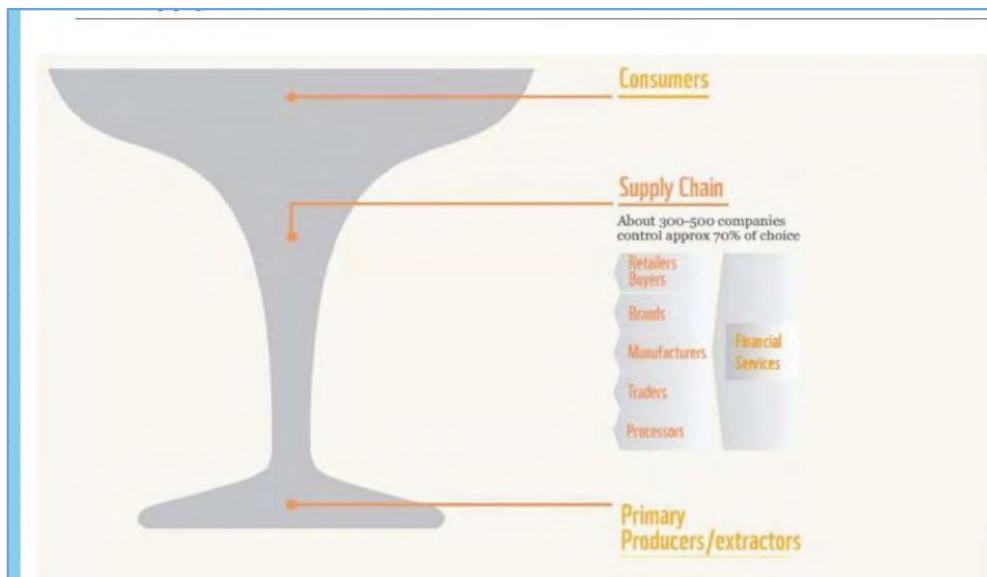 Consumers
Supply Chain
About 300-500 companies
control approx 70% of choice
Retailers
Buyers
Brands
Manufacturers
Traders
Processors
Financial
Services
Primary
Producers/extractors